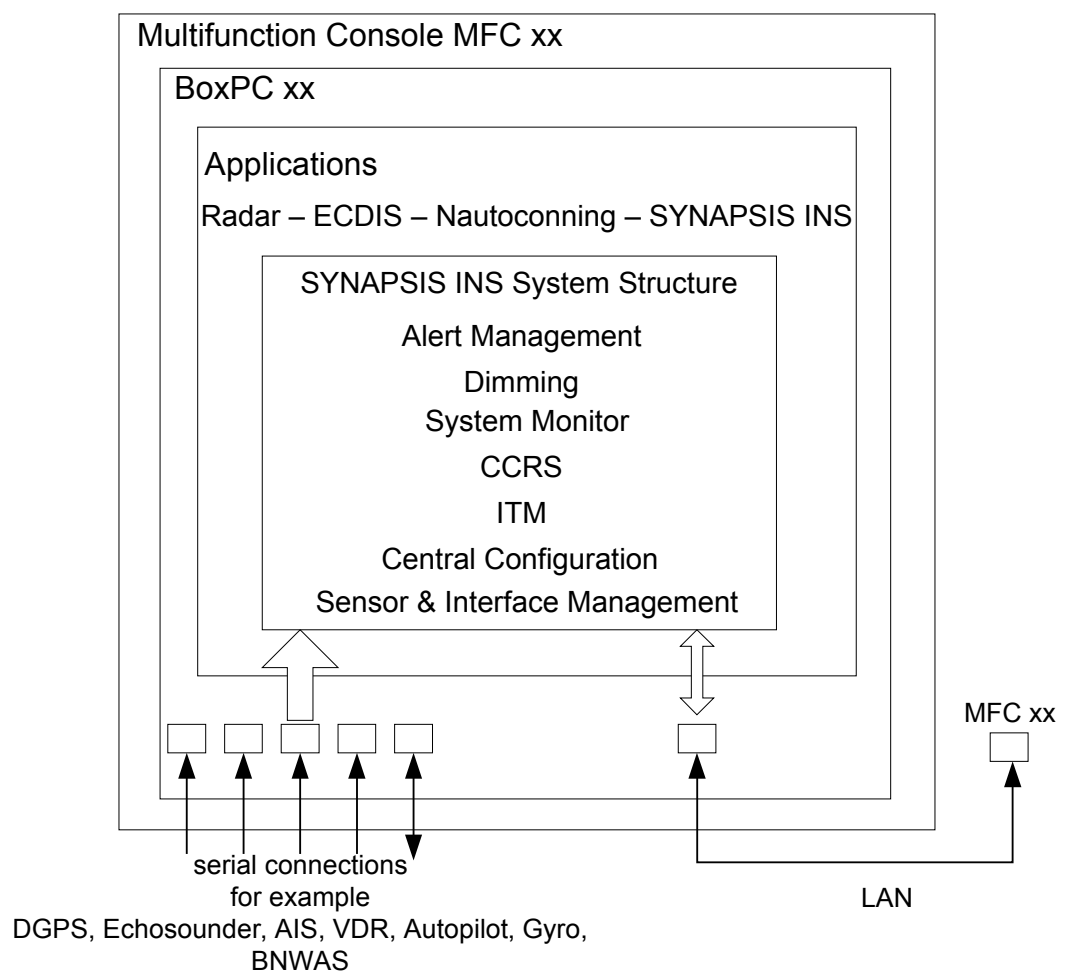 Multifunction Console MFC xx
BoxPC xx
Applications
Radar – ECDIS – Nautoconning – SYNAPSIS INS
SYNAPSIS INS System Structure
Alert Management
Dimming
System Monitor
CCRS
ITM
Central Configuration
Sensor & Interface Management
MFC xx
serial connections
for example
DGPS, Echosounder, AIS, VDR, Autopilot, Gyro,
BNWAS
LAN